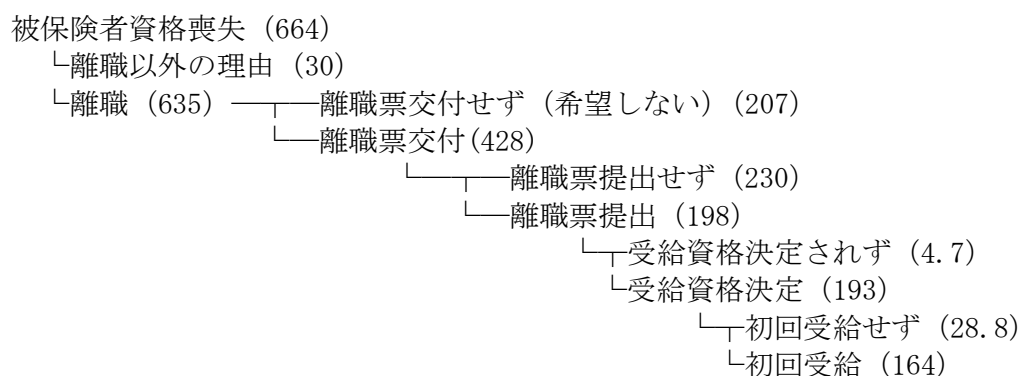 被保険者資格喪失（664）
└離職以外の理由（30）
└離職（635）─┬─離職票交付せず（希望しない）（207）
└─離職票交付(428)
└─┬─離職票提出せず（230）
└─離職票提出（198）
└┬受給資格決定されず（4.7）
└受給資格決定（193）
└┬初回受給せず（28.8）
└初回受給（164）